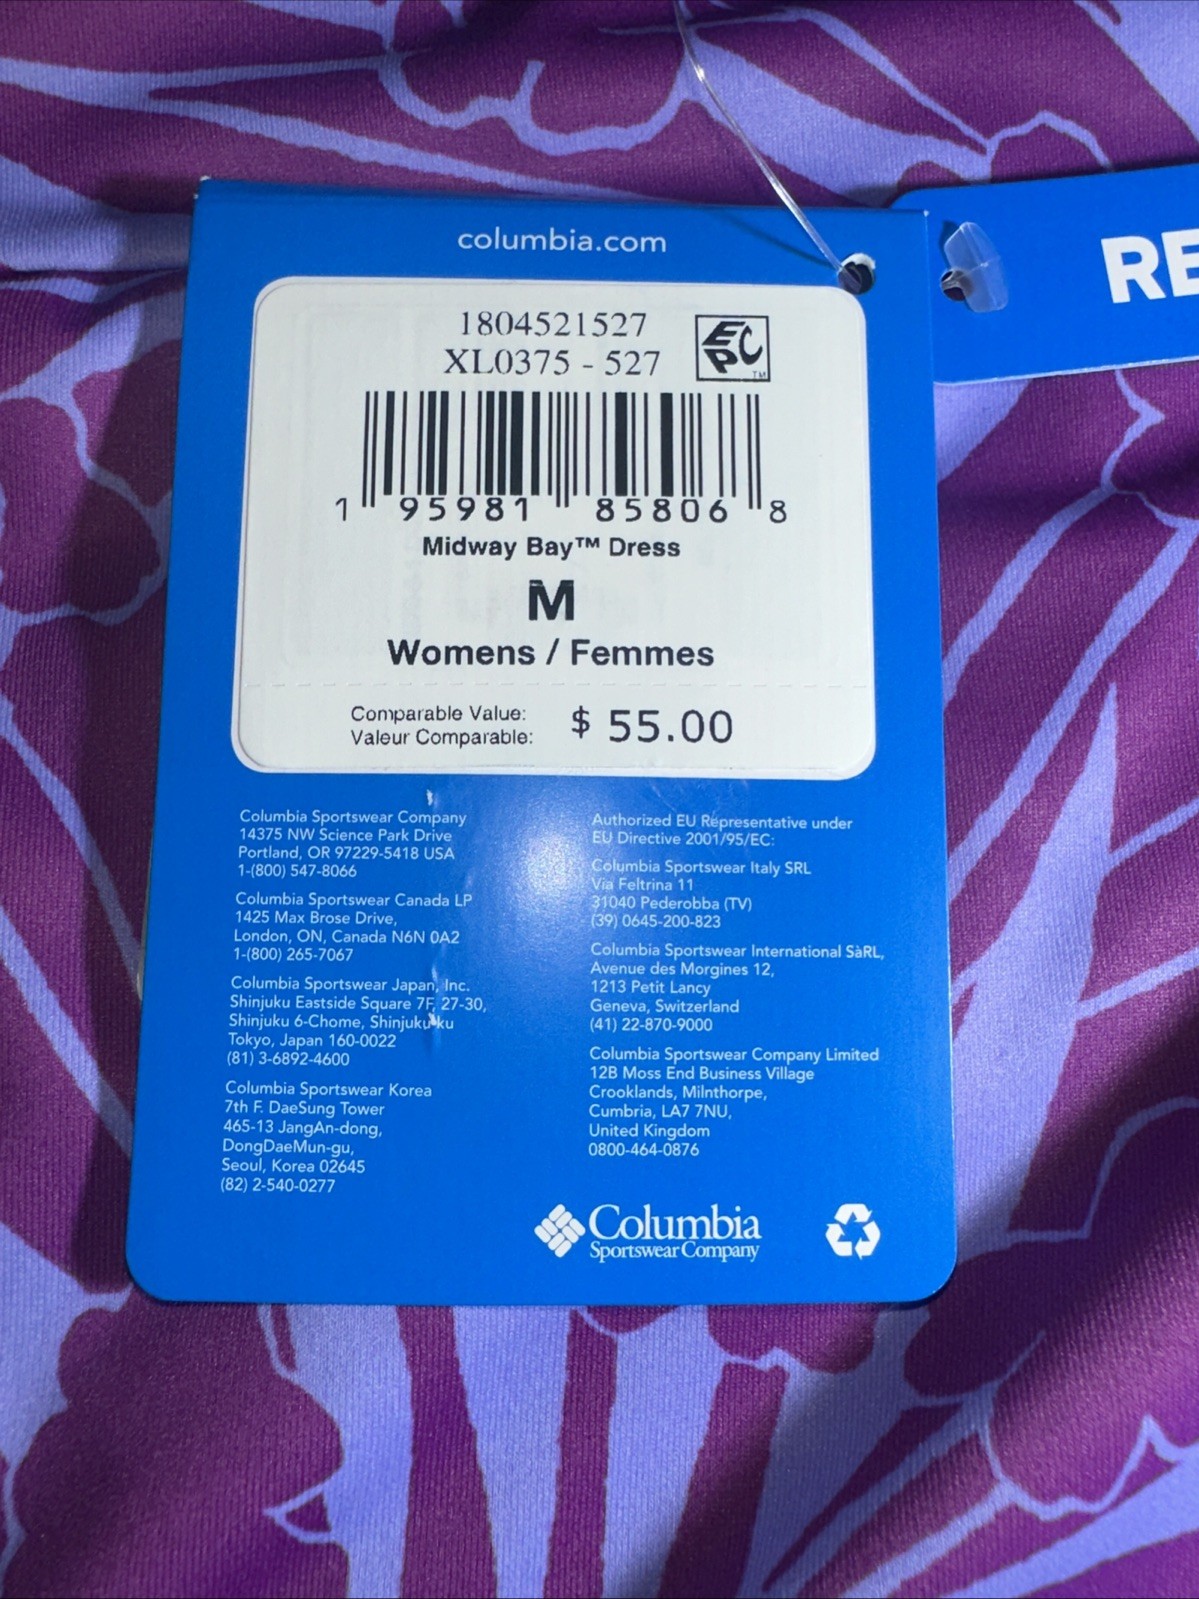 columbia.com
RE
1804521527
XL0375 - 527
EPC
TM
1 95981 85806 8
Midway Bay™ Dress
M
Womens / Femmes
Comparable Value:
Valeur Comparable:
$ 55.00
Columbia Sportswear Company
14375 NW Science Park Drive
Portland, OR 97229-5418 USA
1-(800) 547-8066
Columbia Sportswear Canada LP
1425 Max Brose Drive,
London, ON, Canada N6N 0A2
1-(800) 265-7067
Columbia Sportswear Japan, Inc.
Shinjuku Eastside Square 7F, 27-30,
Shinjuku 6-Chome, Shinjuku-ku
Tokyo, Japan 160-0022
(81) 3-6892-4600
Columbia Sportswear Korea
7th F. DaeSung Tower
465-13 JangAn-dong,
DongDaeMun-gu,
Seoul, Korea 02645
(82) 2-540-0277
Authorized EU Representative under
EU Directive 2001/95/EC:
Columbia Sportswear Italy SRL
Via Feltrina 11
31040 Pederobba (TV)
(39) 0645-200-823
Columbia Sportswear International SàRL,
Avenue des Morgines 12,
1213 Petit Lancy
Geneva, Switzerland
(41) 22-870-9000
Columbia Sportswear Company Limited
12B Moss End Business Village
Crooklands, Milnthorpe,
Cumbria, LA7 7NU,
United Kingdom
0800-464-0876
Columbia
Sportswear Company